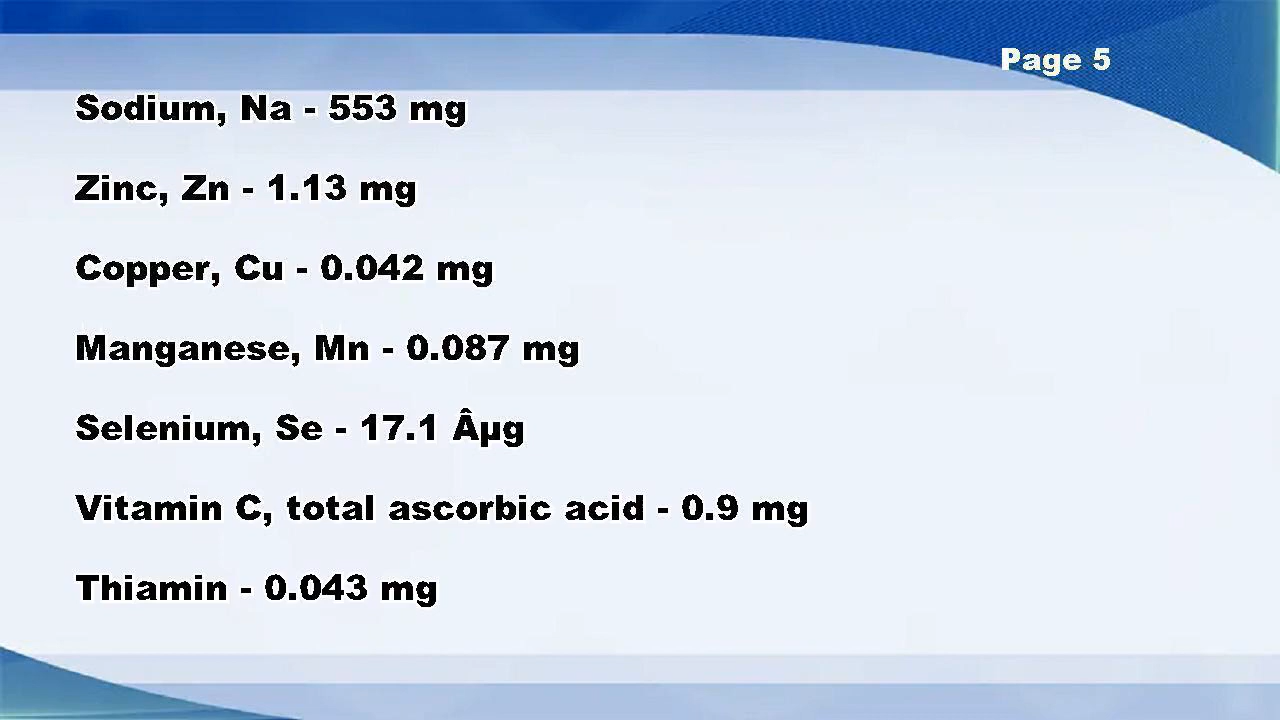 Page 5
Sodium, Na - 553 mg
Zinc, Zn - 1.13 mg
Copper, Cu - 0.042 mg
Manganese, Mn - 0.087 mg
Selenium, Se - 17.1 Âµg
Vitamin C, total ascorbic acid - 0.9 mg
Thiamin - 0.043 mg